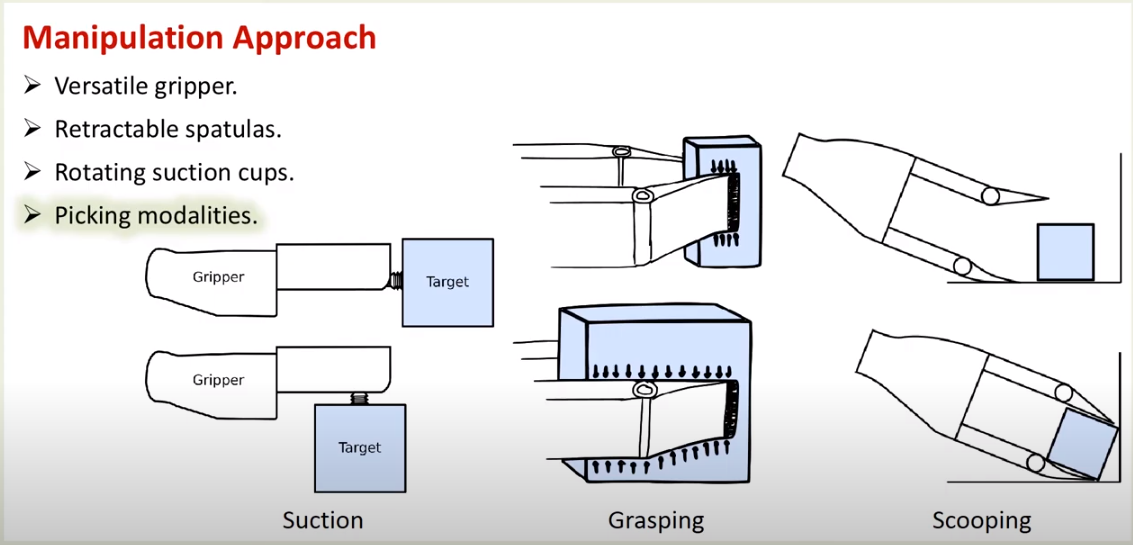 Manipulation Approach
➢ Versatile gripper.
➢ Retractable spatulas.
➢ Rotating suction cups.
➢ Picking modalities.
Gripper
Target
Gripper
Target
Suction
Grasping
Scooping